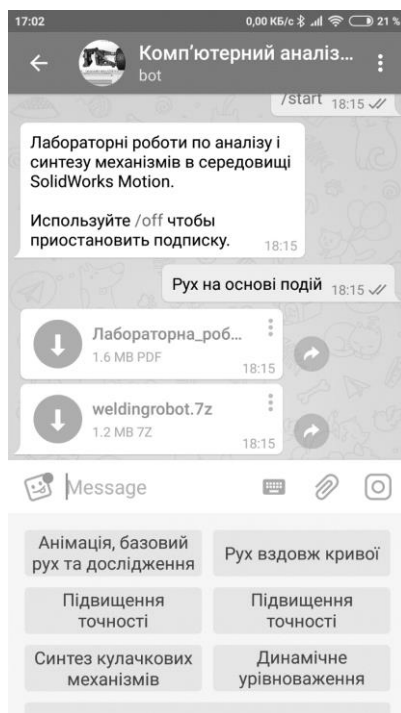 17:02
0,00 КБ/с 21 %
Комп’ютерний аналіз...
bot
/start 18:15
Лабораторні роботи по аналізу і
синтезу механізмів в середовищі
SolidWorks Motion.
Используйте /off чтобы
приостановить подписку.
18:15
Рух на основі подій 18:15
Лабораторна_роб...
1.6 MB PDF
18:15
weldingrobot.7z
1.2 MB 7Z
18:15
Message
Анімація, базовий
рух та дослідження
Рух вздовж кривої
Підвищення
точності
Підвищення
точності
Синтез кулачкових
механізмів
Динамічне
урівноваження